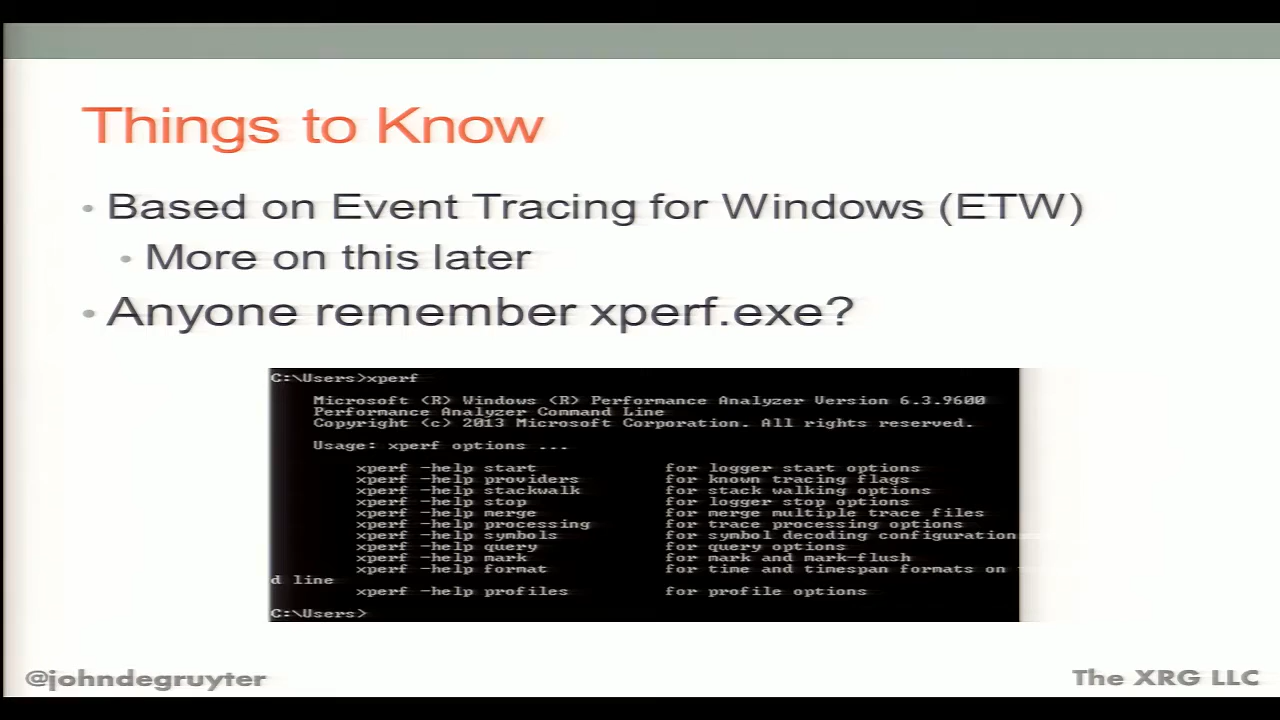 Things to Know
• Based on Event Tracing for Windows (ETW)
• More on this later
• Anyone remember xperf.exe?
C:\Users>xperf
Microsoft (R) Windows (R) Performance Analyzer Version 6.3.9600
Performance Analyzer Command Line
Copyright (c) 2013 Microsoft Corporation. All rights reserved.
Usage: xperf options ...
xperf -help start for logger start options
xperf -help providers for known tracing flags
xperf -help stackwalk for stack walking options
xperf -help stop for logger stop options
xperf -help merge for merge multiple trace files
xperf -help processing for trace processing options
xperf -help symbols for symbol decoding configuration
xperf -help query for query options
xperf -help mark for mark and mark-flush
xperf -help format for time and timespan formats on
d line
xperf -help profiles for profile options
C:\Users>
@johndegruyter
The XRG LLC